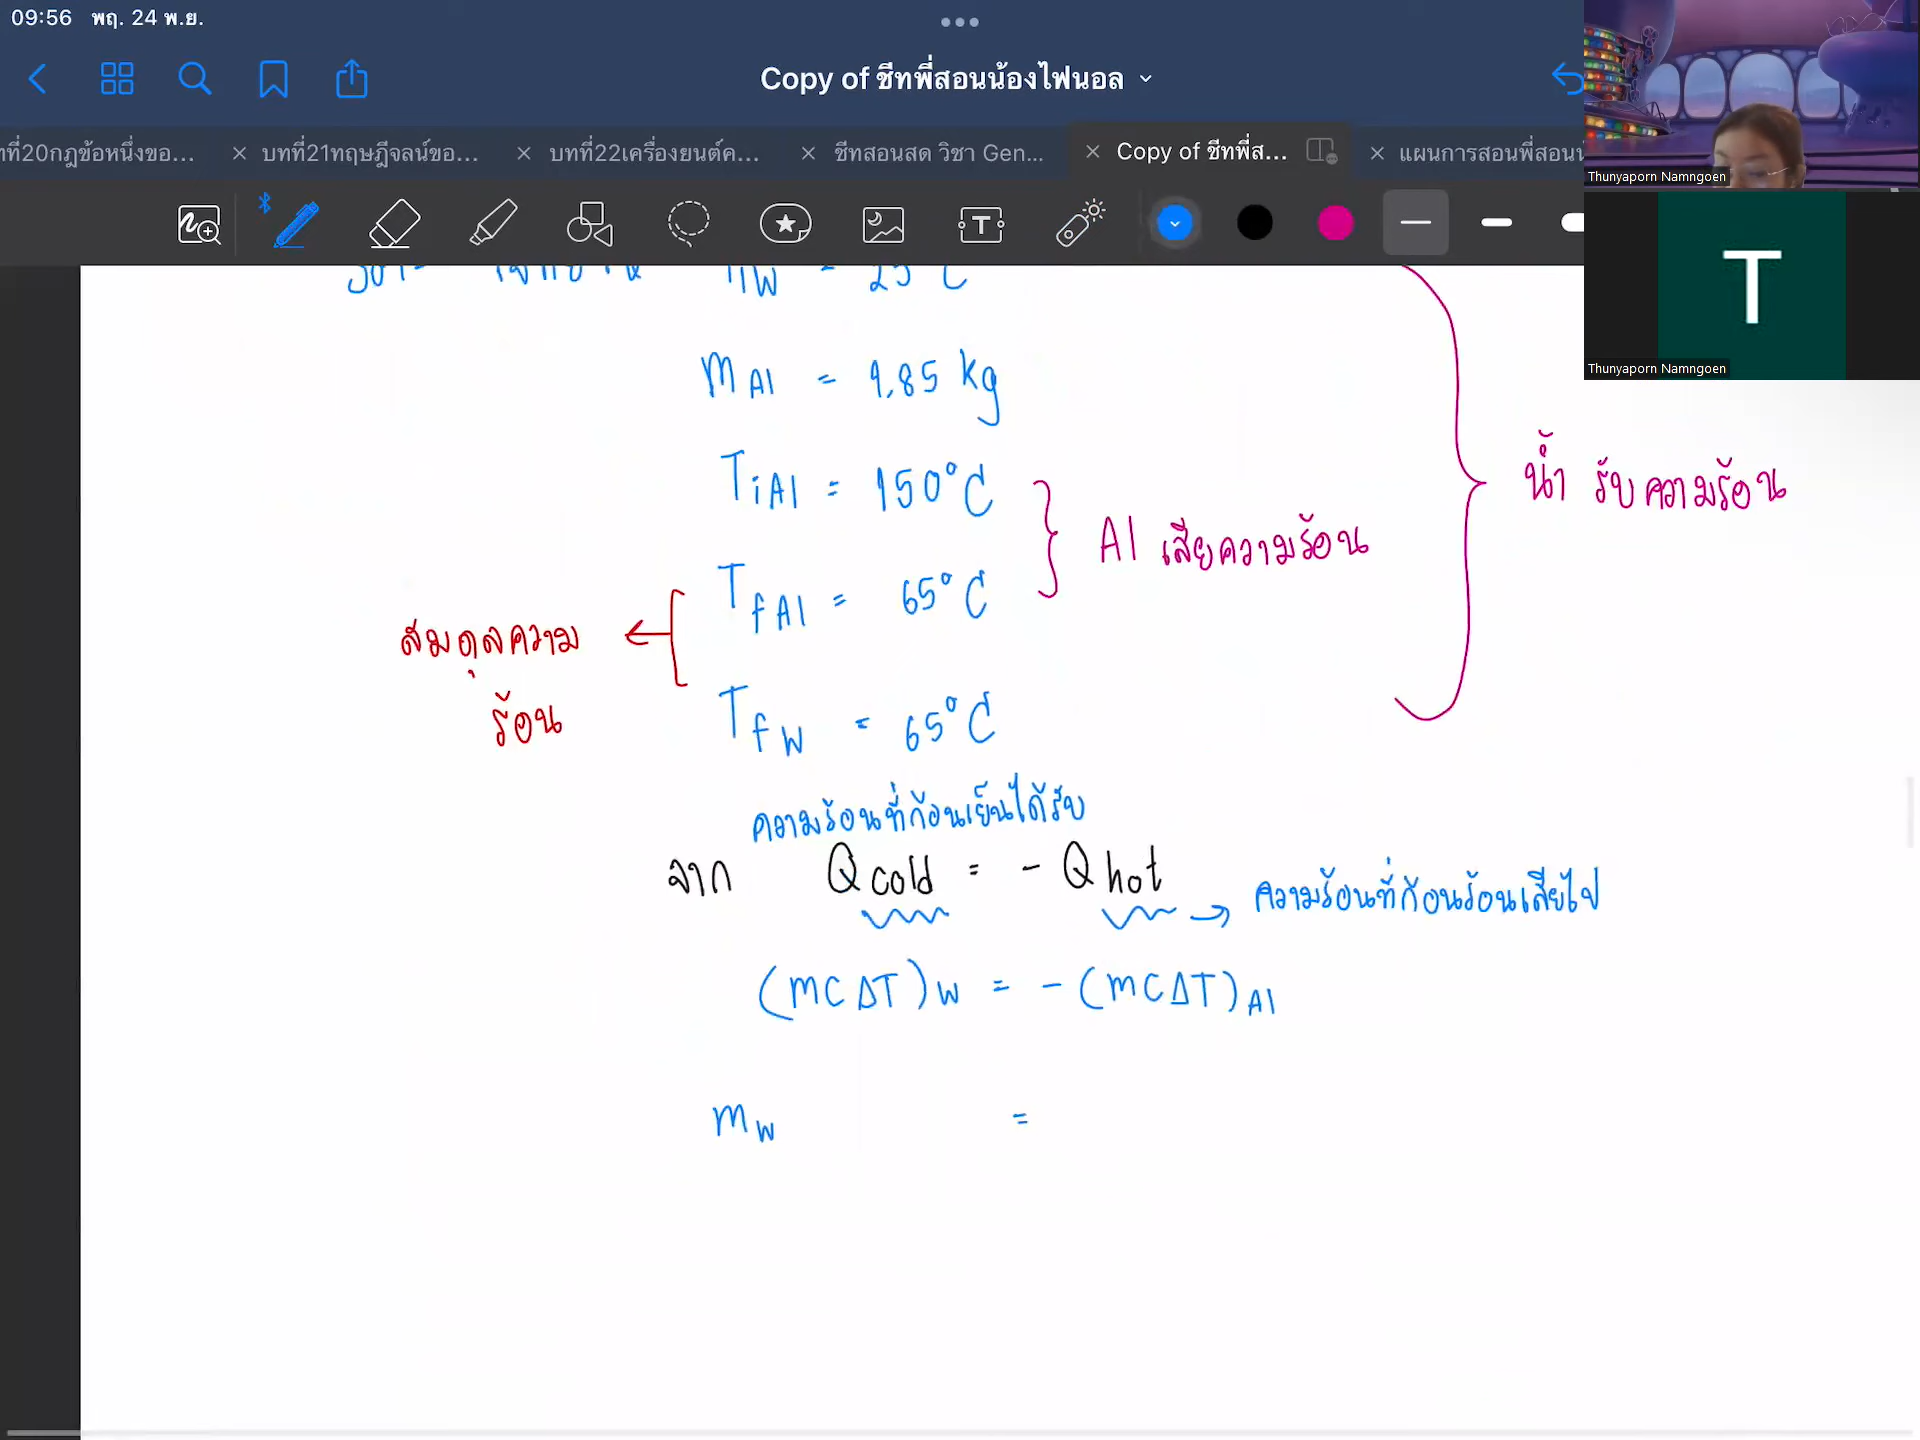 09:56 พฤ. 24 พ.ย.
Copy of ชีทพี่สอนน้องไฟนอล
ทที่20กฎข้อหนึ่งขอ...
บทที่21ทฤษฎีจลน์ขอ...
บทที่22เครื่องยนต์ค...
ชีทสอนสด วิชา Gen...
Copy of ชีทพี่ส...
แผนการสอนพี่สอนน
Thunyaporn Namngoen
T
Thunyaporn Namngoen
= 25°C
m Al = 1.85 kg
T iAl = 150°C
Al เสียความร้อน
น้ำ รับความร้อน
T fAl = 65°C
สมดุลความ
ร้อน
T fW = 65°C
ความร้อนที่ก้อนเย็นได้รับ
จาก Q cold = - Q hot
ความร้อนที่ก้อนร้อนเสียไป
(mCΔT)W = - (mCΔT)Al
mW =